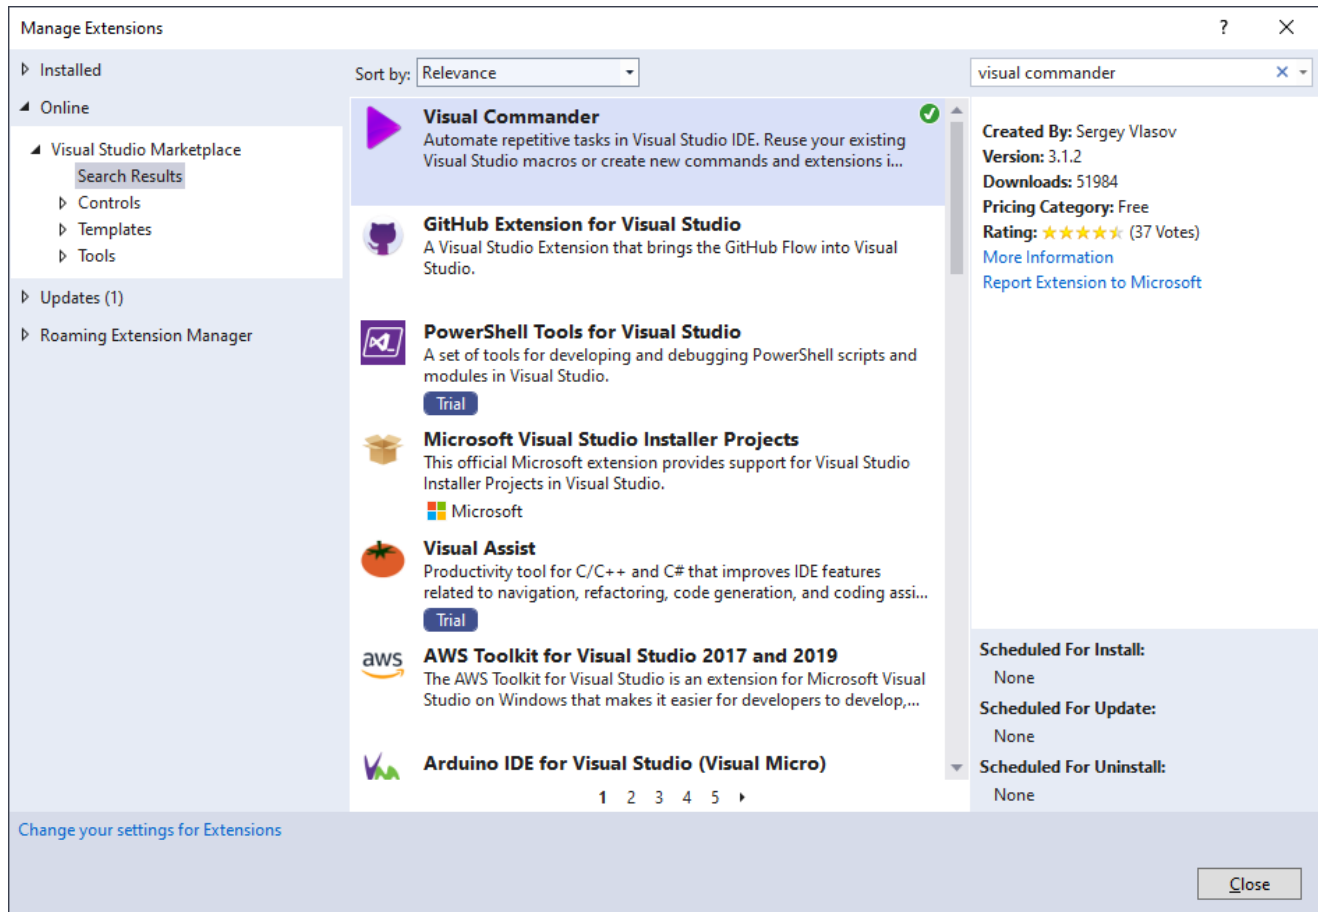 Manage Extensions
?
Installed
Online
Visual Studio Marketplace
Search Results
Controls
Templates
Tools
Updates (1)
Roaming Extension Manager
Sort by: Relevance
Visual Commander
Automate repetitive tasks in Visual Studio IDE. Reuse your existing
Visual Studio macros or create new commands and extensions i...
GitHub Extension for Visual Studio
A Visual Studio Extension that brings the GitHub Flow into Visual
Studio.
PowerShell Tools for Visual Studio
A set of tools for developing and debugging PowerShell scripts and
modules in Visual Studio.
Trial
Microsoft Visual Studio Installer Projects
This official Microsoft extension provides support for Visual Studio
Installer Projects in Visual Studio.
Microsoft
Visual Assist
Productivity tool for C/C++ and C# that improves IDE features
related to navigation, refactoring, code generation, and coding assi...
Trial
aws
AWS Toolkit for Visual Studio 2017 and 2019
The AWS Toolkit for Visual Studio is an extension for Microsoft Visual
Studio on Windows that makes it easier for developers to develop,...
Arduino IDE for Visual Studio (Visual Micro)
1 2 3 4 5
visual commander
Created By: Sergey Vlasov
Version: 3.1.2
Downloads: 51984
Pricing Category: Free
Rating: (37 Votes)
More Information
Report Extension to Microsoft
Scheduled For Install:
None
Scheduled For Update:
None
Scheduled For Uninstall:
None
Change your settings for Extensions
Close